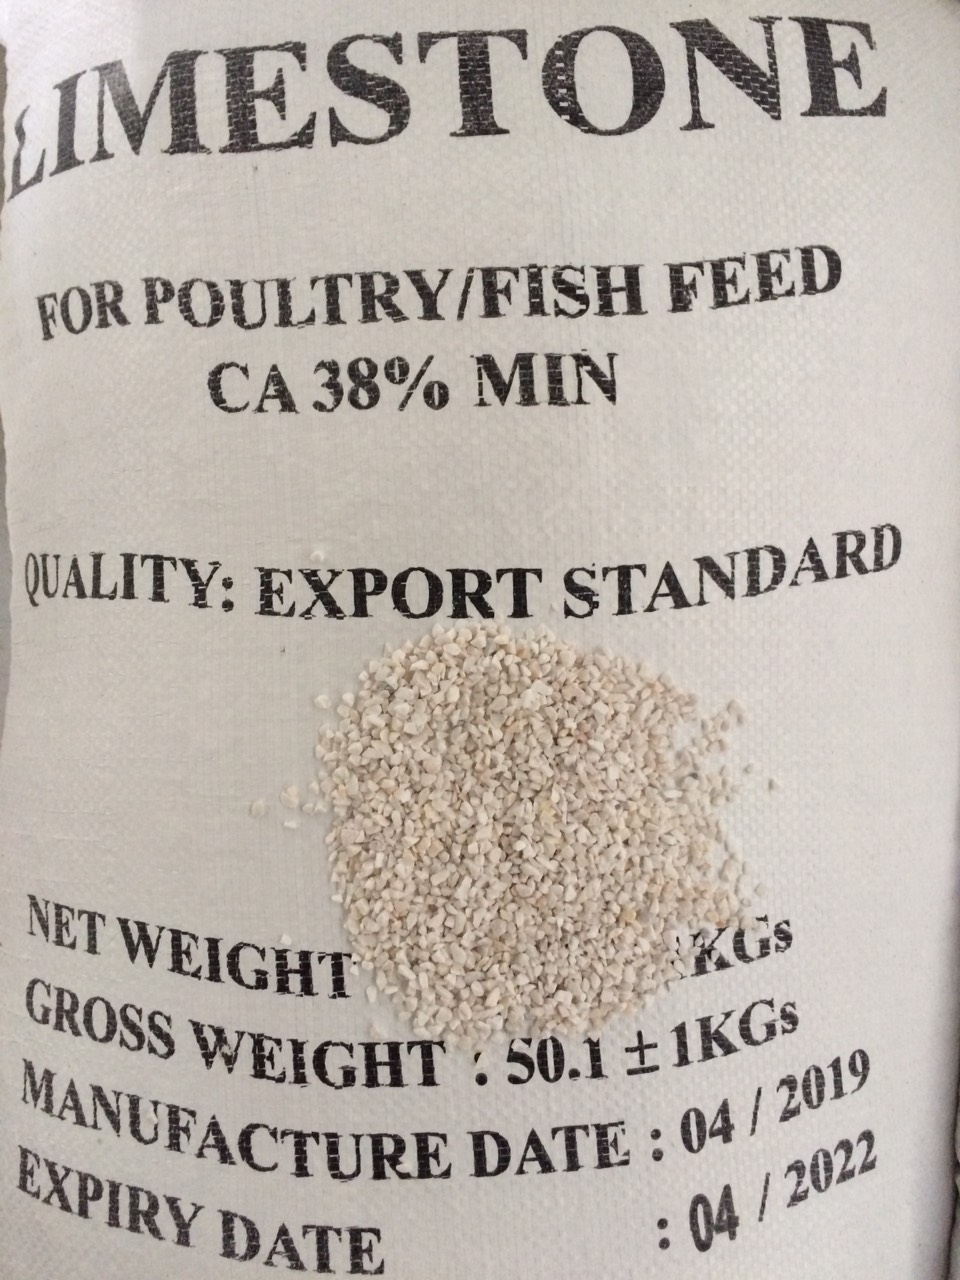 LIMESTONE
FOR POULTRY/FISH FEED
CA 38% MIN
QUALITY: EXPORT STANDARD
NET WEIGHT KGs
GROSS WEIGHT : 50.1 ± 1KGs
MANUFACTURE DATE : 04 / 2019
EXPIRY DATE : 04 / 2022